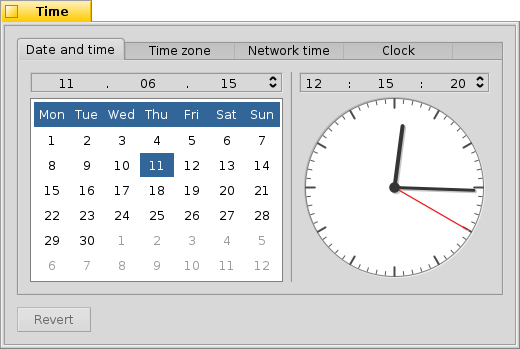 Time
Date and time Time zone Network time Clock
11 . 06 . 15 12 : 15 : 20
Mon Tue Wed Thu Fri Sat Sun
1 2 3 4 5 6 7
8 9 10 11 12 13 14
15 16 17 18 19 20 21
22 23 24 25 26 27 28
29 30 1 2 3 4 5
6 7 8 9 10 11 12
Revert